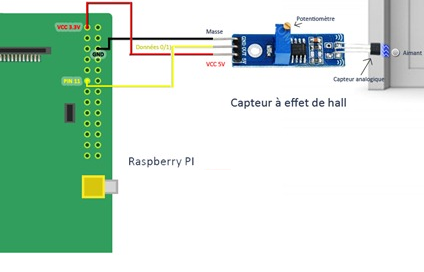 VCC 3.3V
Potentiomètre
Masse
GND
Données 0/1
Aimant
VCC 5V
PIN 11
Capteur analogique
Capteur à effet de hall
Raspberry PI